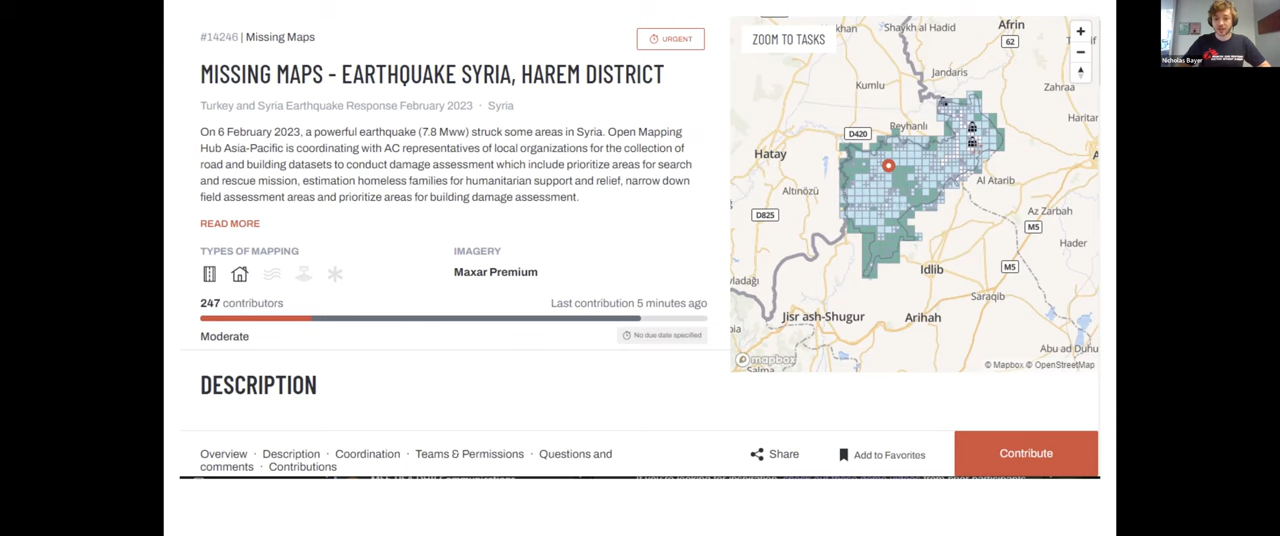 #14246 | Missing Maps
URGENT
MISSING MAPS - EARTHQUAKE SYRIA, HAREM DISTRICT
Turkey and Syria Earthquake Response February 2023 · Syria
On 6 February 2023, a powerful earthquake (7.8 Mww) struck some areas in Syria. Open Mapping
Hub Asia-Pacific is coordinating with AC representatives of local organizations for the collection of
road and building datasets to conduct damage assessment which include prioritize areas for search
and rescue mission, estimation homeless families for humanitarian support and relief, narrow down
field assessment areas and prioritize areas for building damage assessment.
READ MORE
TYPES OF MAPPING
IMAGERY
Maxar Premium
247 contributors
Last contribution 5 minutes ago
Moderate
No due date specified
DESCRIPTION
Overview · Description · Coordination · Teams & Permissions · Questions and
comments · Contributions
Share
Add to Favorites
Contribute
ZOOM TO TASKS
khan
Shaykh al Hadid
Afrin
62
Jandaris
Kumlu
Zahraa
Reyhanlı
D420
Haritan
Hatay
Altınözü
Al Atarib
D825
Az Zarbah
M5
Hader
M5
Idlib
Saraqib
Jisr ash-Shugur
Arihah
Abu ad Duhu
mapbox
Salma
© Mapbox © OpenStreetMap
Nicholas Bayer